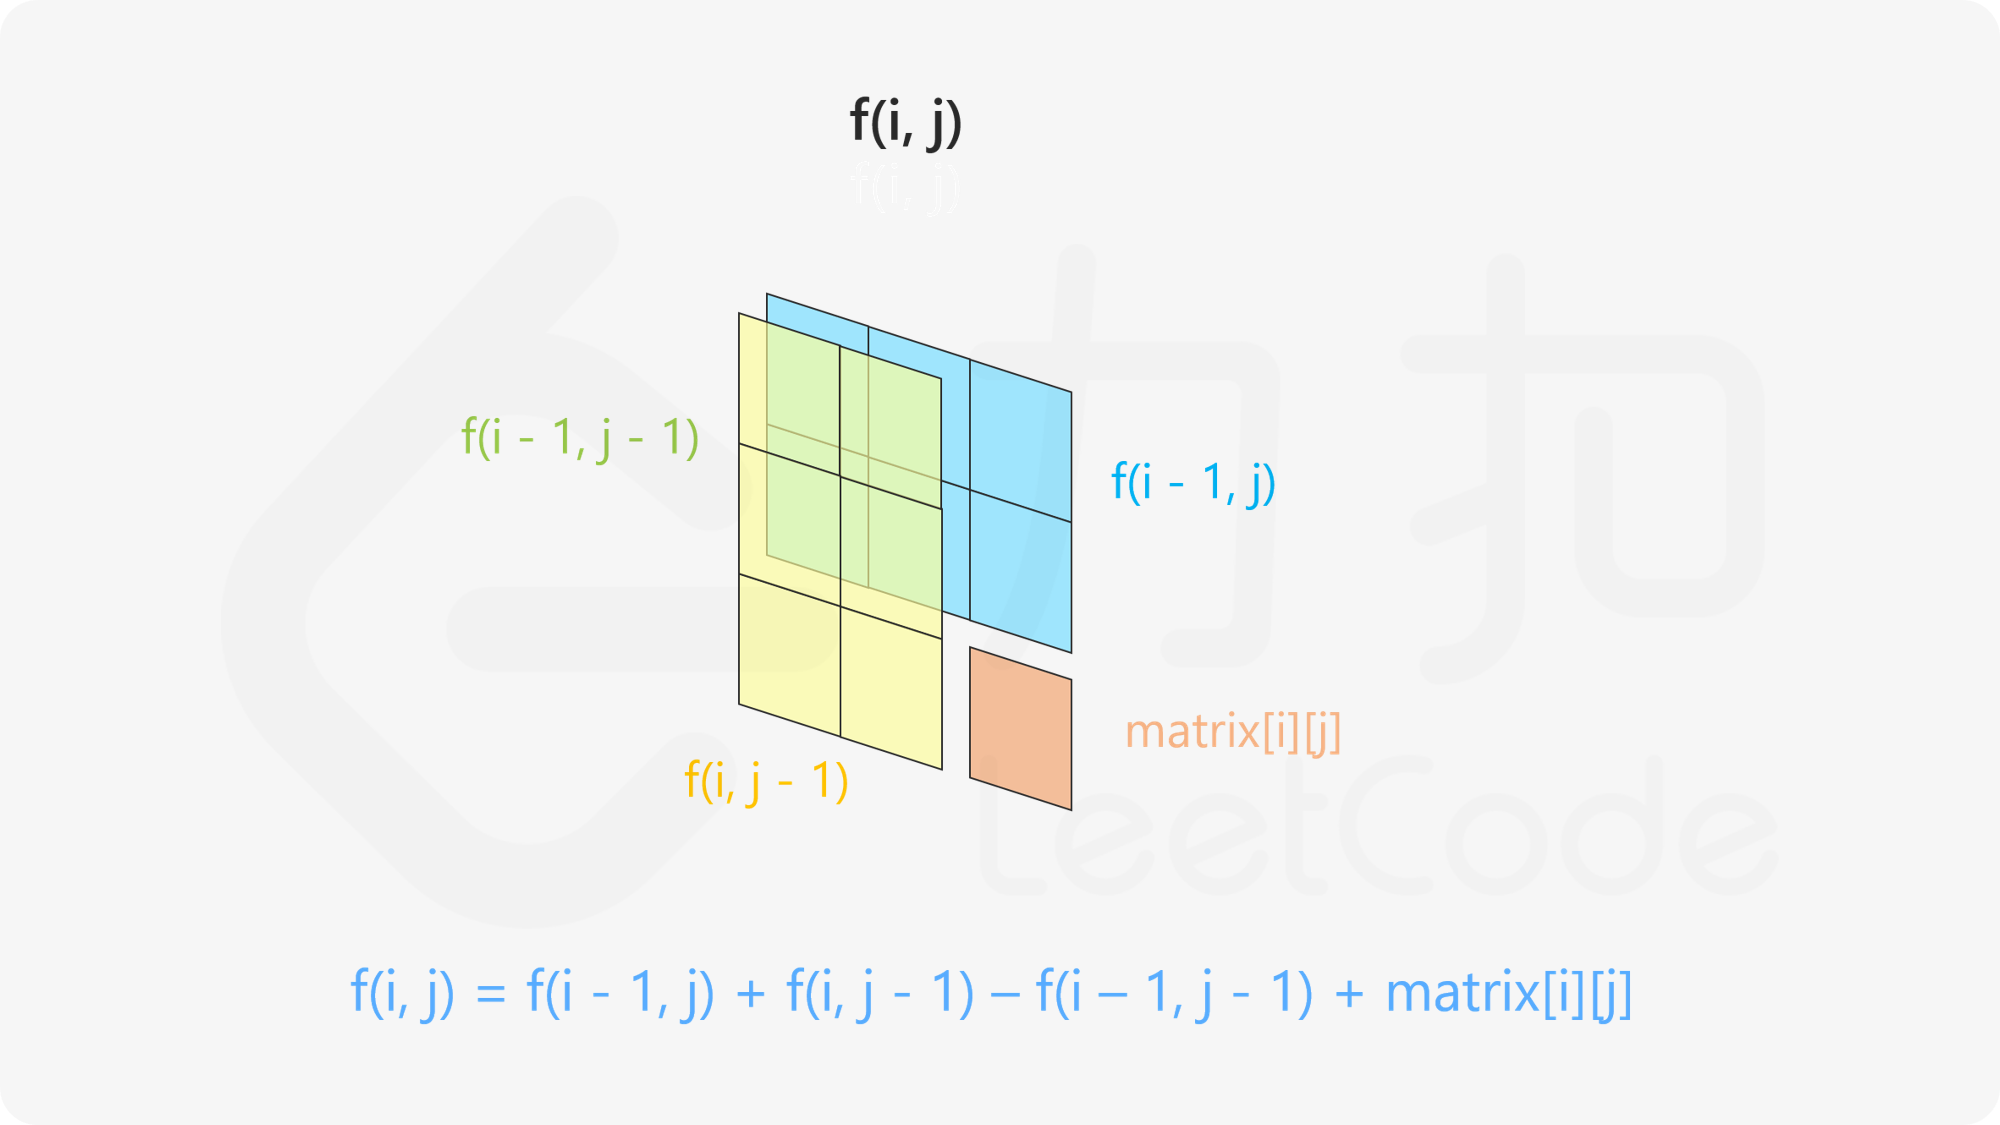 f(i, j)
f(i, j)
f(i - 1, j - 1)
f(i - 1, j)
matrix[i][j]
f(i, j - 1)
力扣
LeetCode
f(i, j) = f(i - 1, j) + f(i, j - 1) – f(i – 1, j - 1) + matrix[i][j]